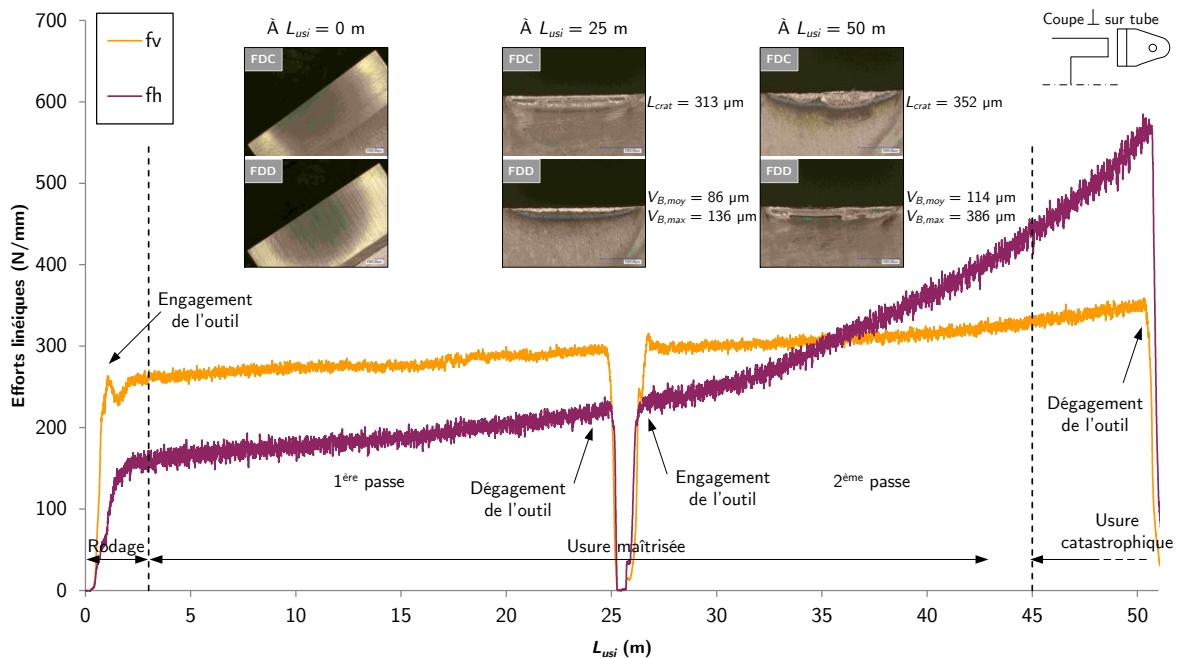 Efforts linéiques (N/mm)
700
600
500
400
300
200
100
0
fv
fh
À Lusi = 0 m
FDC
FDD
À Lusi = 25 m
FDC
Lcrat = 313 µm
FDD
VB,moy = 86 µm
VB,max = 136 µm
À Lusi = 50 m
FDC
Lcrat = 352 µm
FDD
VB,moy = 114 µm
VB,max = 386 µm
Coupe ⊥ sur tube
Engagement
de l'outil
1ère passe
Dégagement
de l'outil
Engagement
de l'outil
2ème passe
Dégagement
de l'outil
Rodage
Usure maîtrisée
Usure
catastrophique
0 5 10 15 20 25 30 35 40 45 50
Lusi (m)